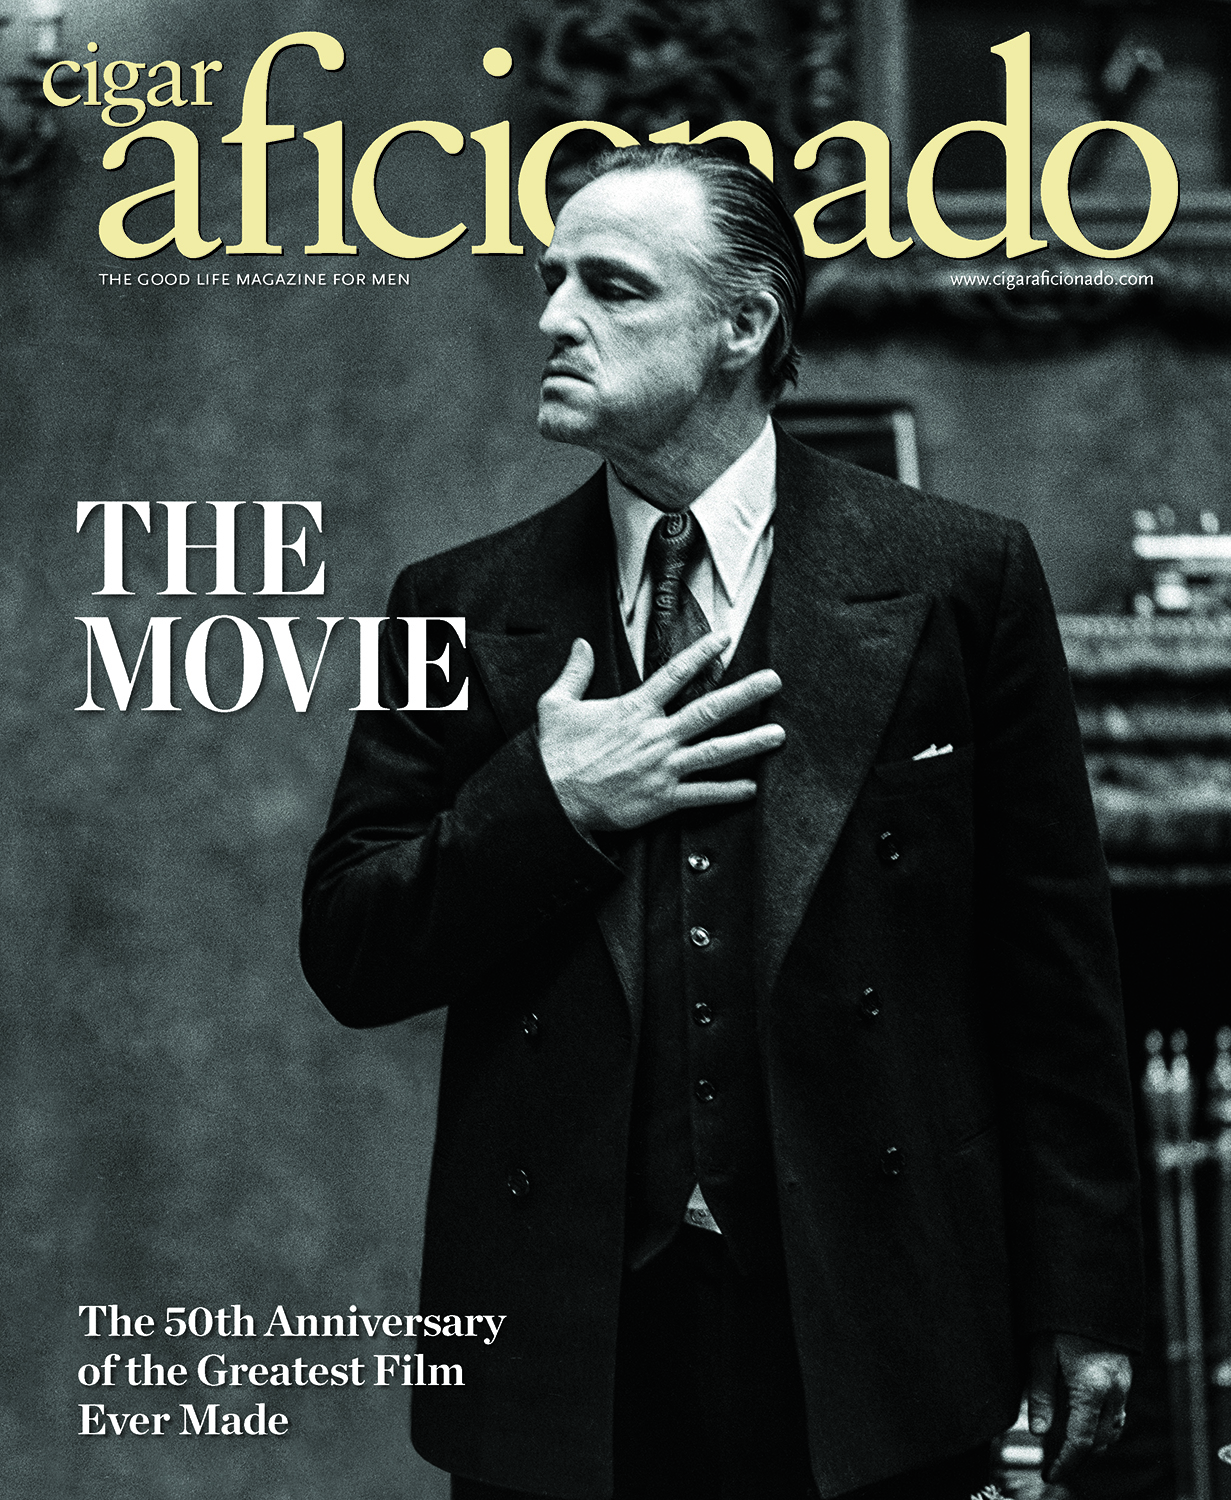 cigar
aficionado
THE GOOD LIFE MAGAZINE FOR MEN
www.cigaraficionado.com
THE
MOVIE
The 50th Anniversary
of the Greatest Film
Ever Made